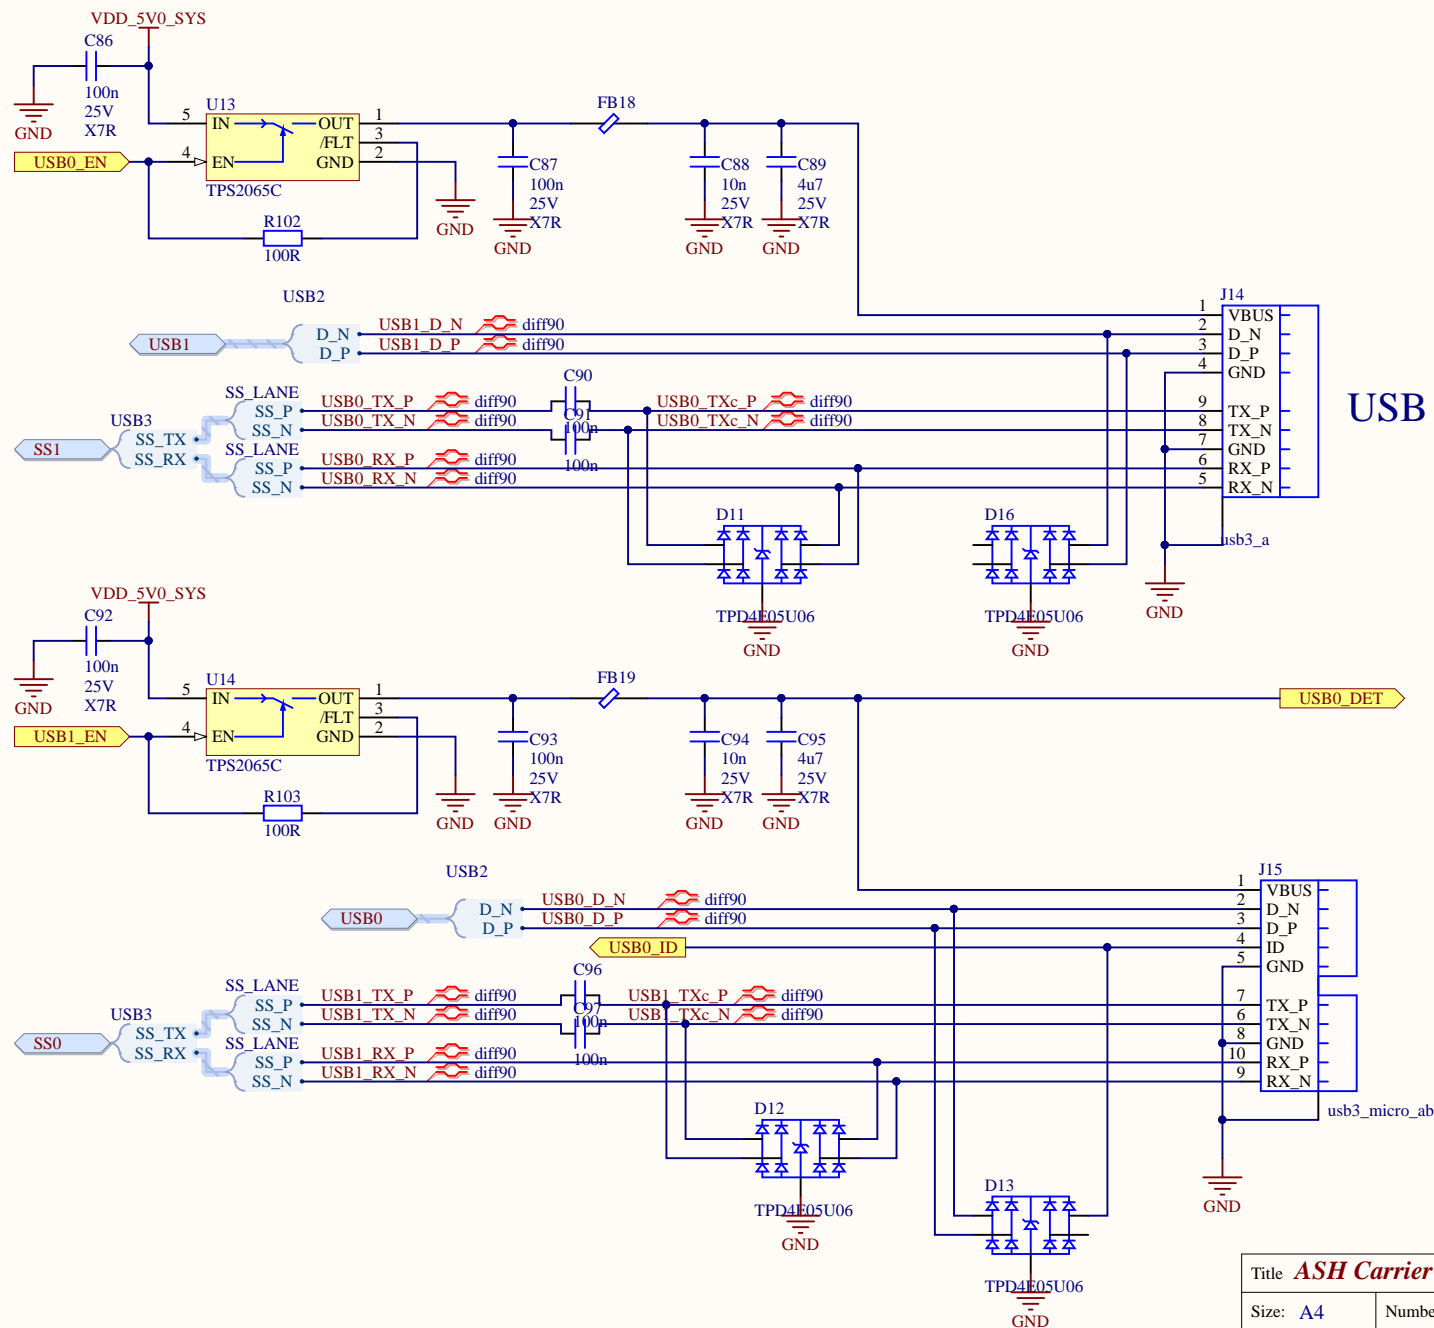 VDD_5V0_SYS
C86
100n
25V
X7R
GND
U13
5 IN OUT 1
/FLT 3
USB0_EN 4 EN GND 2
TPS2065C
R102
100R
GND
FB18
C87
100n
25V
X7R
GND
C88
10n
25V
X7R
GND
C89
4u7
25V
X7R
GND
USB2
USB1
D_N USB1_D_N diff90
D_P USB1_D_P diff90
USB3
SS1
SS_TX
SS_RX
SS_LANE
SS_P USB0_TX_P diff90
SS_N USB0_TX_N diff90
SS_LANE
SS_P USB0_RX_P diff90
SS_N USB0_RX_N diff90
C90
100n
C91
100n
USB0_TXc_P diff90
USB0_TXc_N diff90
J14
1 VBUS
2 D_N
3 D_P
4 GND
9 TX_P
8 TX_N
7 GND
6 RX_P
5 RX_N
usb3_a
GND
USB
D11
TPD4E05U06
GND
D16
TPD4E05U06
GND
VDD_5V0_SYS
C92
100n
25V
X7R
GND
U14
5 IN OUT 1
/FLT 3
USB1_EN 4 EN GND 2
TPS2065C
R103
100R
GND
FB19
C93
100n
25V
X7R
GND
C94
10n
25V
X7R
GND
C95
4u7
25V
X7R
GND
USB0_DET
USB2
USB0
D_N USB0_D_N diff90
D_P USB0_D_P diff90
USB0_ID
USB3
SS0
SS_TX
SS_RX
SS_LANE
SS_P USB1_TX_P diff90
SS_N USB1_TX_N diff90
SS_LANE
SS_P USB1_RX_P diff90
SS_N USB1_RX_N diff90
C96
100n
C97
100n
USB1_TXc_P diff90
USB1_TXc_N diff90
J15
1 VBUS
2 D_N
3 D_P
4 ID
5 GND
7 TX_P
6 TX_N
8 GND
10 RX_P
9 RX_N
usb3_micro_ab
GND
D12
TPD4E05U06
GND
D13
TPD4E05U06
GND
Title ASH Carrier
Size: A4 Numbe